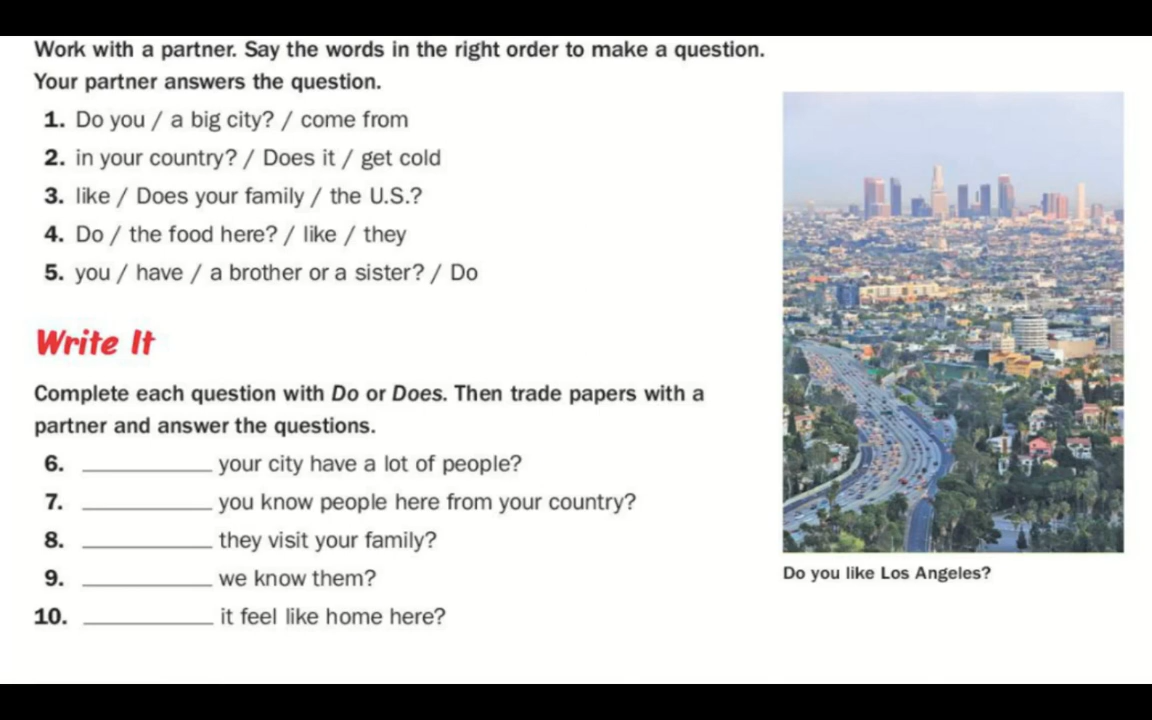 Work with a partner. Say the words in the right order to make a question.
Your partner answers the question.
1. Do you / a big city? / come from
2. in your country? / Does it / get cold
3. like / Does your family / the U.S.?
4. Do / the food here? / like / they
5. you / have / a brother or a sister? / Do
Write It
Complete each question with Do or Does. Then trade papers with a
partner and answer the questions.
6. __________ your city have a lot of people?
7. __________ you know people here from your country?
8. __________ they visit your family?
9. __________ we know them?
10. __________ it feel like home here?
Do you like Los Angeles?